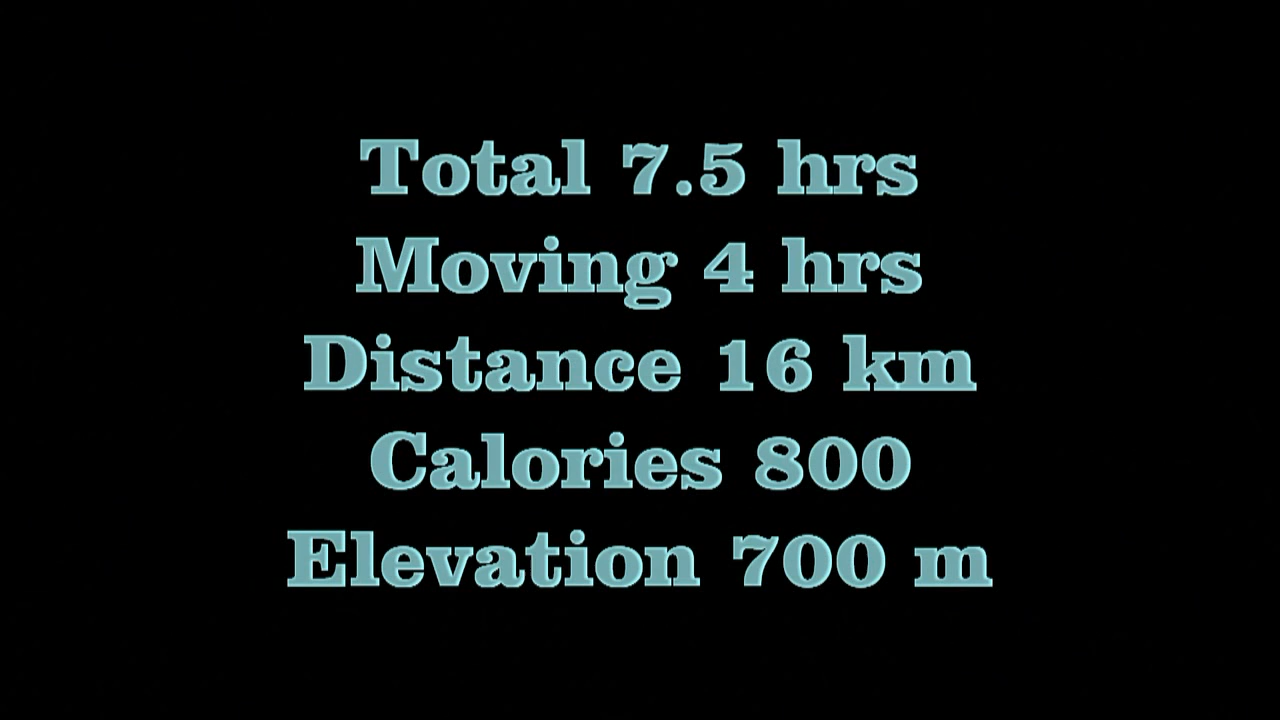 Total 7.5 hrs
Moving 4 hrs
Distance 16 km
Calories 800
Elevation 700 m